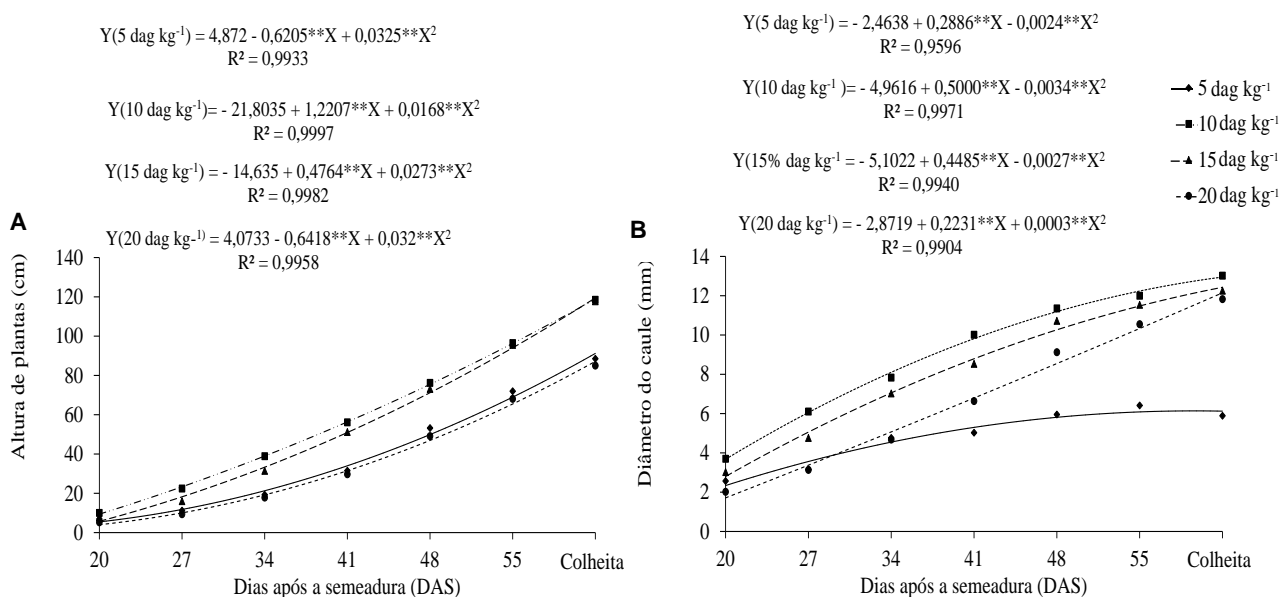 Y(5 dag kg⁻¹) = 4,872 - 0,6205**X + 0,0325**X²
R² = 0,9933
Y(10 dag kg⁻¹)= - 21,8035 + 1,2207**X + 0,0168**X²
R² = 0,9997
Y(15 dag kg⁻¹) = - 14,635 + 0,4764**X + 0,0273**X²
R² = 0,9982
A
Y(20 dag kg-¹⁾ = 4,0733 - 0,6418**X + 0,032**X²
R² = 0,9958
140
120
100
80
60
40
20
0
Altura de plantas (cm)
20 27 34 41 48 55 Colheita
Dias após a semeadura (DAS)
Y(5 dag kg⁻¹) = - 2,4638 + 0,2886**X - 0,0024**X²
R² = 0,9596
Y(10 dag kg⁻¹ ) = - 4,9616 + 0,5000**X - 0,0034**X²
R² = 0,9971
Y(15% dag kg⁻¹ = - 5,1022 + 0,4485**X - 0,0027**X²
R² = 0,9940
B
Y(20 dag kg⁻¹) = - 2,8719 + 0,2231**X + 0,0003**X²
R² = 0,9904
5 dag kg⁻¹
10 dag kg⁻¹
15 dag kg⁻¹
20 dag kg⁻¹
14
12
10
8
6
4
2
0
Diâmetro do caule (mm)
20 27 34 41 48 55 Colheita
Dias após a semeadura (DAS)